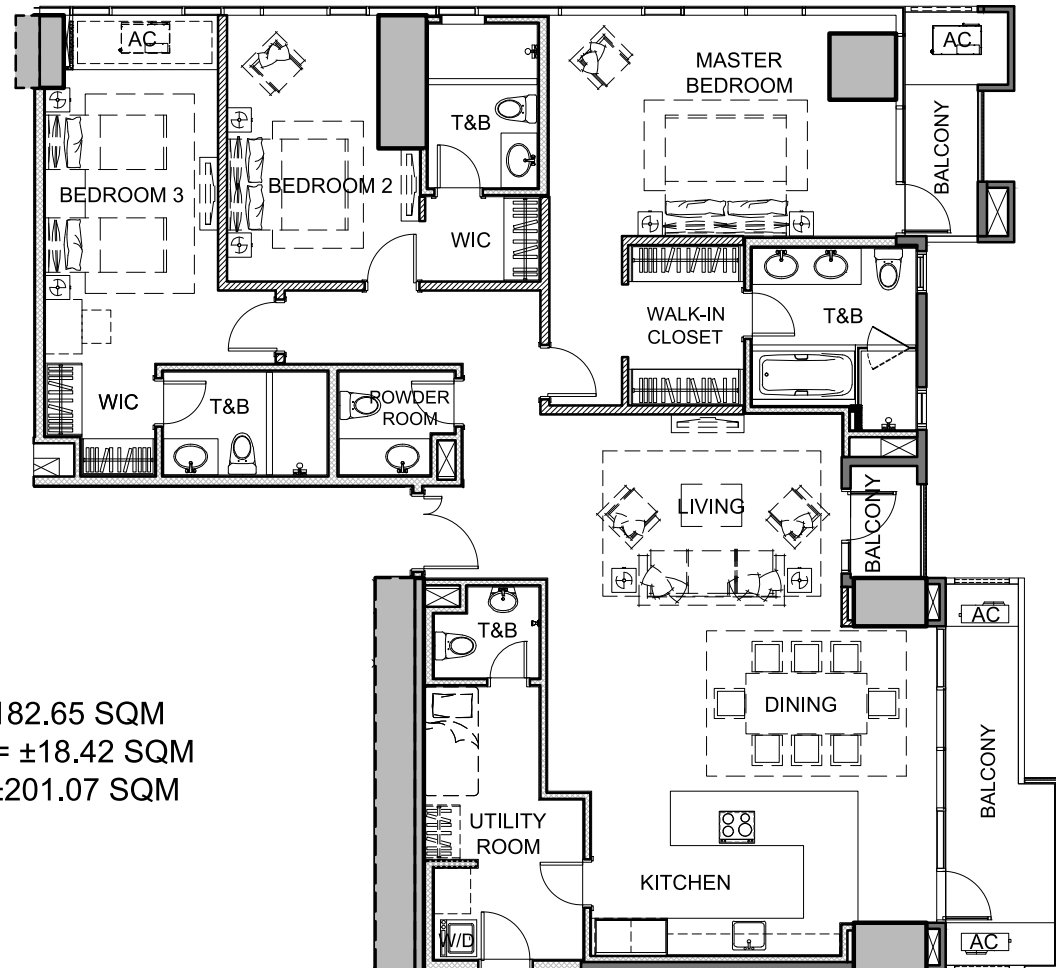 AC
MASTER
BEDROOM
AC
T&B
BALCONY
BEDROOM 3
BEDROOM 2
WIC
WALK-IN
CLOSET
T&B
WIC
T&B
POWDER
ROOM
LIVING
BALCONY
AC
T&B
DINING
182.65 SQM
= ±18.42 SQM
±201.07 SQM
BALCONY
UTILITY
ROOM
KITCHEN
W/D
AC